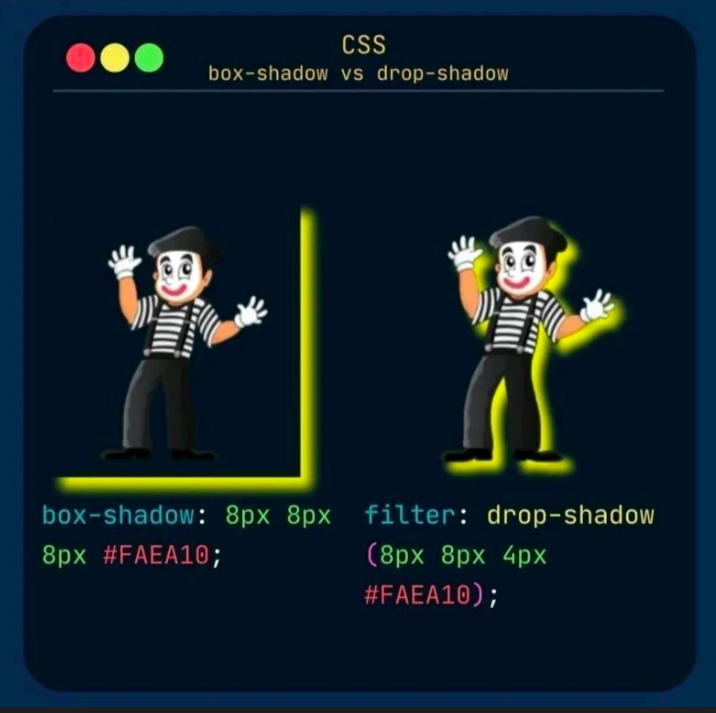 CSS
box-shadow vs drop-shadow
box-shadow: 8px 8px
8px #FAEA10;
filter: drop-shadow
(8px 8px 4px
#FAEA10);